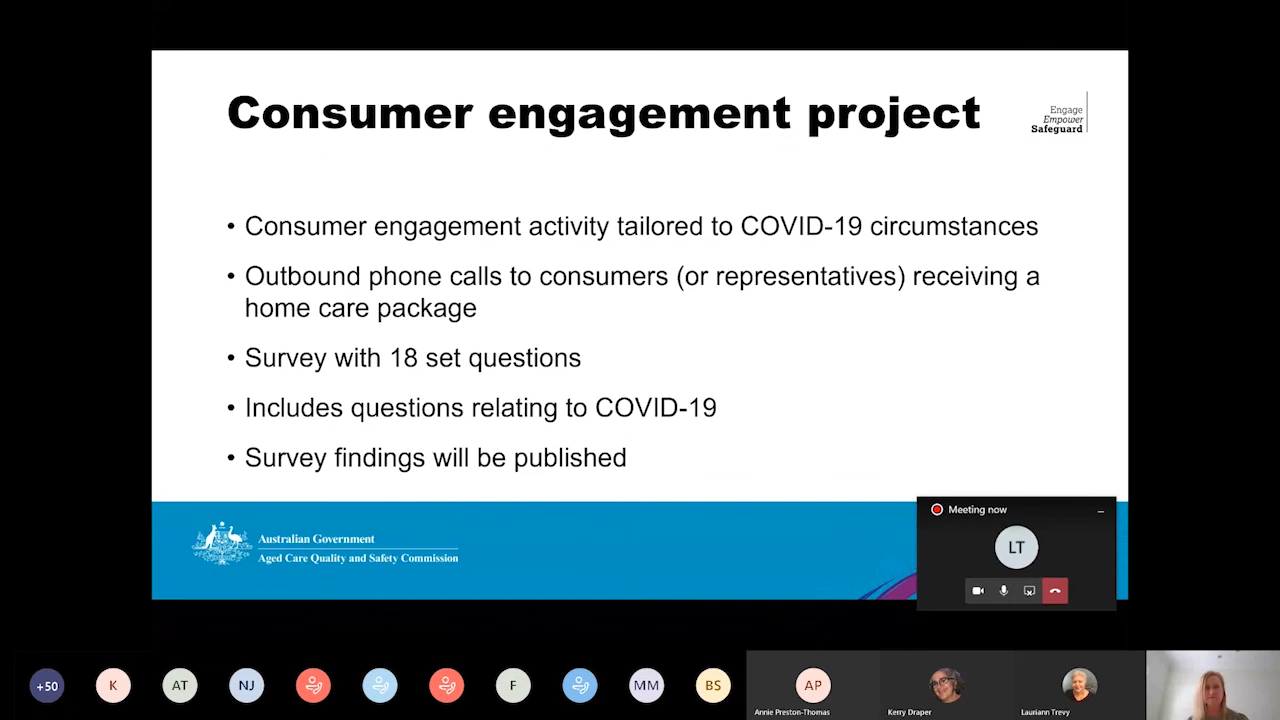 Consumer engagement project
Engage
Empower
Safeguard
• Consumer engagement activity tailored to COVID-19 circumstances
• Outbound phone calls to consumers (or representatives) receiving a
home care package
• Survey with 18 set questions
• Includes questions relating to COVID-19
• Survey findings will be published
Australian Government
Aged Care Quality and Safety Commission
Meeting now
LT
+50
K
AT
NJ
F
MM
BS
AP
Annie Preston-Thomas
Kerry Draper
Lauriann Trevy